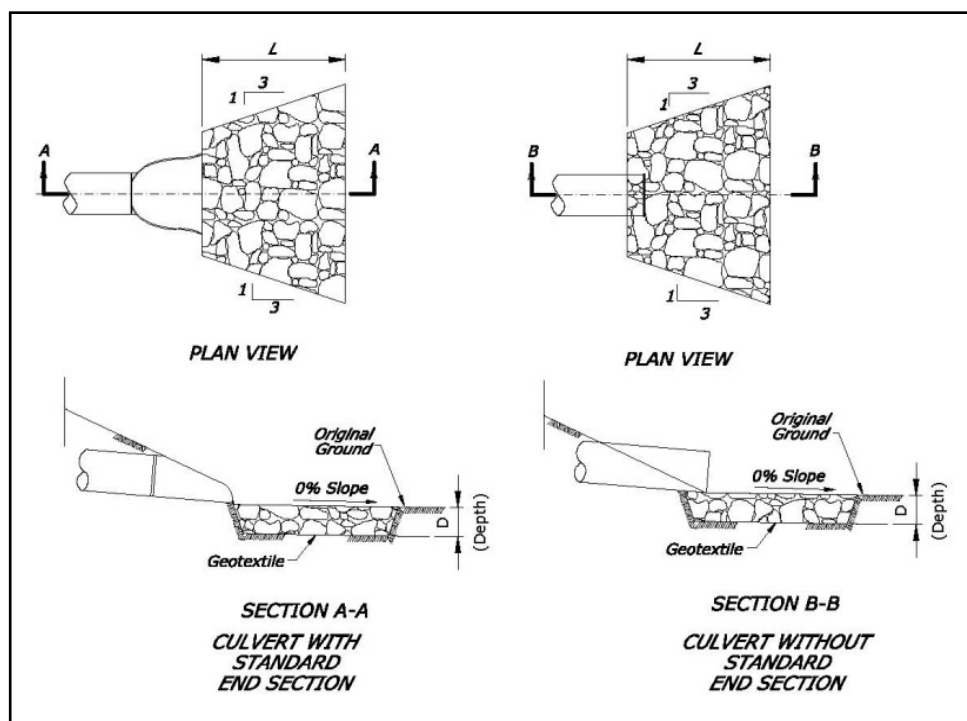 L
3
1
A
A
1
3
PLAN VIEW
L
3
1
B
B
1
3
PLAN VIEW
Original
Ground
0% Slope
D
(Depth)
Geotextile
SECTION A-A
CULVERT WITH
STANDARD
END SECTION
Original
Ground
0% Slope
D
(Depth)
Geotextile
SECTION B-B
CULVERT WITHOUT
STANDARD
END SECTION